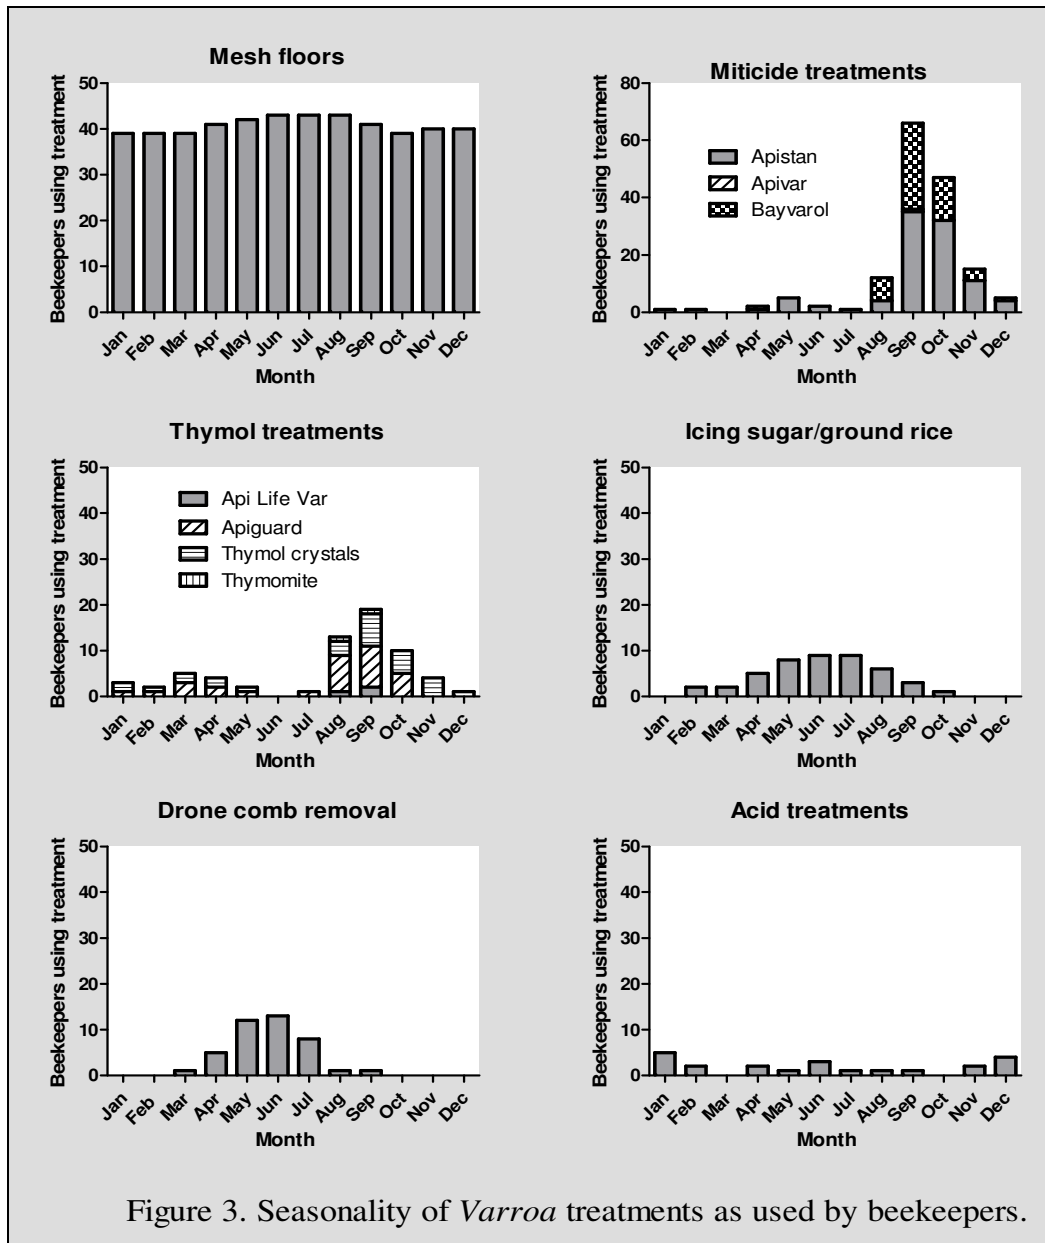 Mesh floors
Beekeepers using treatment
50
40
30
20
10
0
Jan Feb Mar Apr May Jun Jul Aug Sep Oct Nov Dec
Month
Miticide treatments
Beekeepers using treatment
80
60
40
20
0
Apistan
Apivar
Bayvarol
Jan Feb Mar Apr May Jun Jul Aug Sep Oct Nov Dec
Month
Thymol treatments
Beekeepers using treatment
50
40
30
20
10
0
Api Life Var
Apiguard
Thymol crystals
Thymomite
Jan Feb Mar Apr May Jun Jul Aug Sep Oct Nov Dec
Month
Icing sugar/ground rice
Beekeepers using treatment
50
40
30
20
10
0
Jan Feb Mar Apr May Jun Jul Aug Sep Oct Nov Dec
Month
Drone comb removal
Beekeepers using treatment
50
40
30
20
10
0
Jan Feb Mar Apr May Jun Jul Aug Sep Oct Nov Dec
Month
Acid treatments
Beekeepers using treatment
50
40
30
20
10
0
Jan Feb Mar Apr May Jun Jul Aug Sep Oct Nov Dec
Month
Figure 3. Seasonality of Varroa treatments as used by beekeepers.